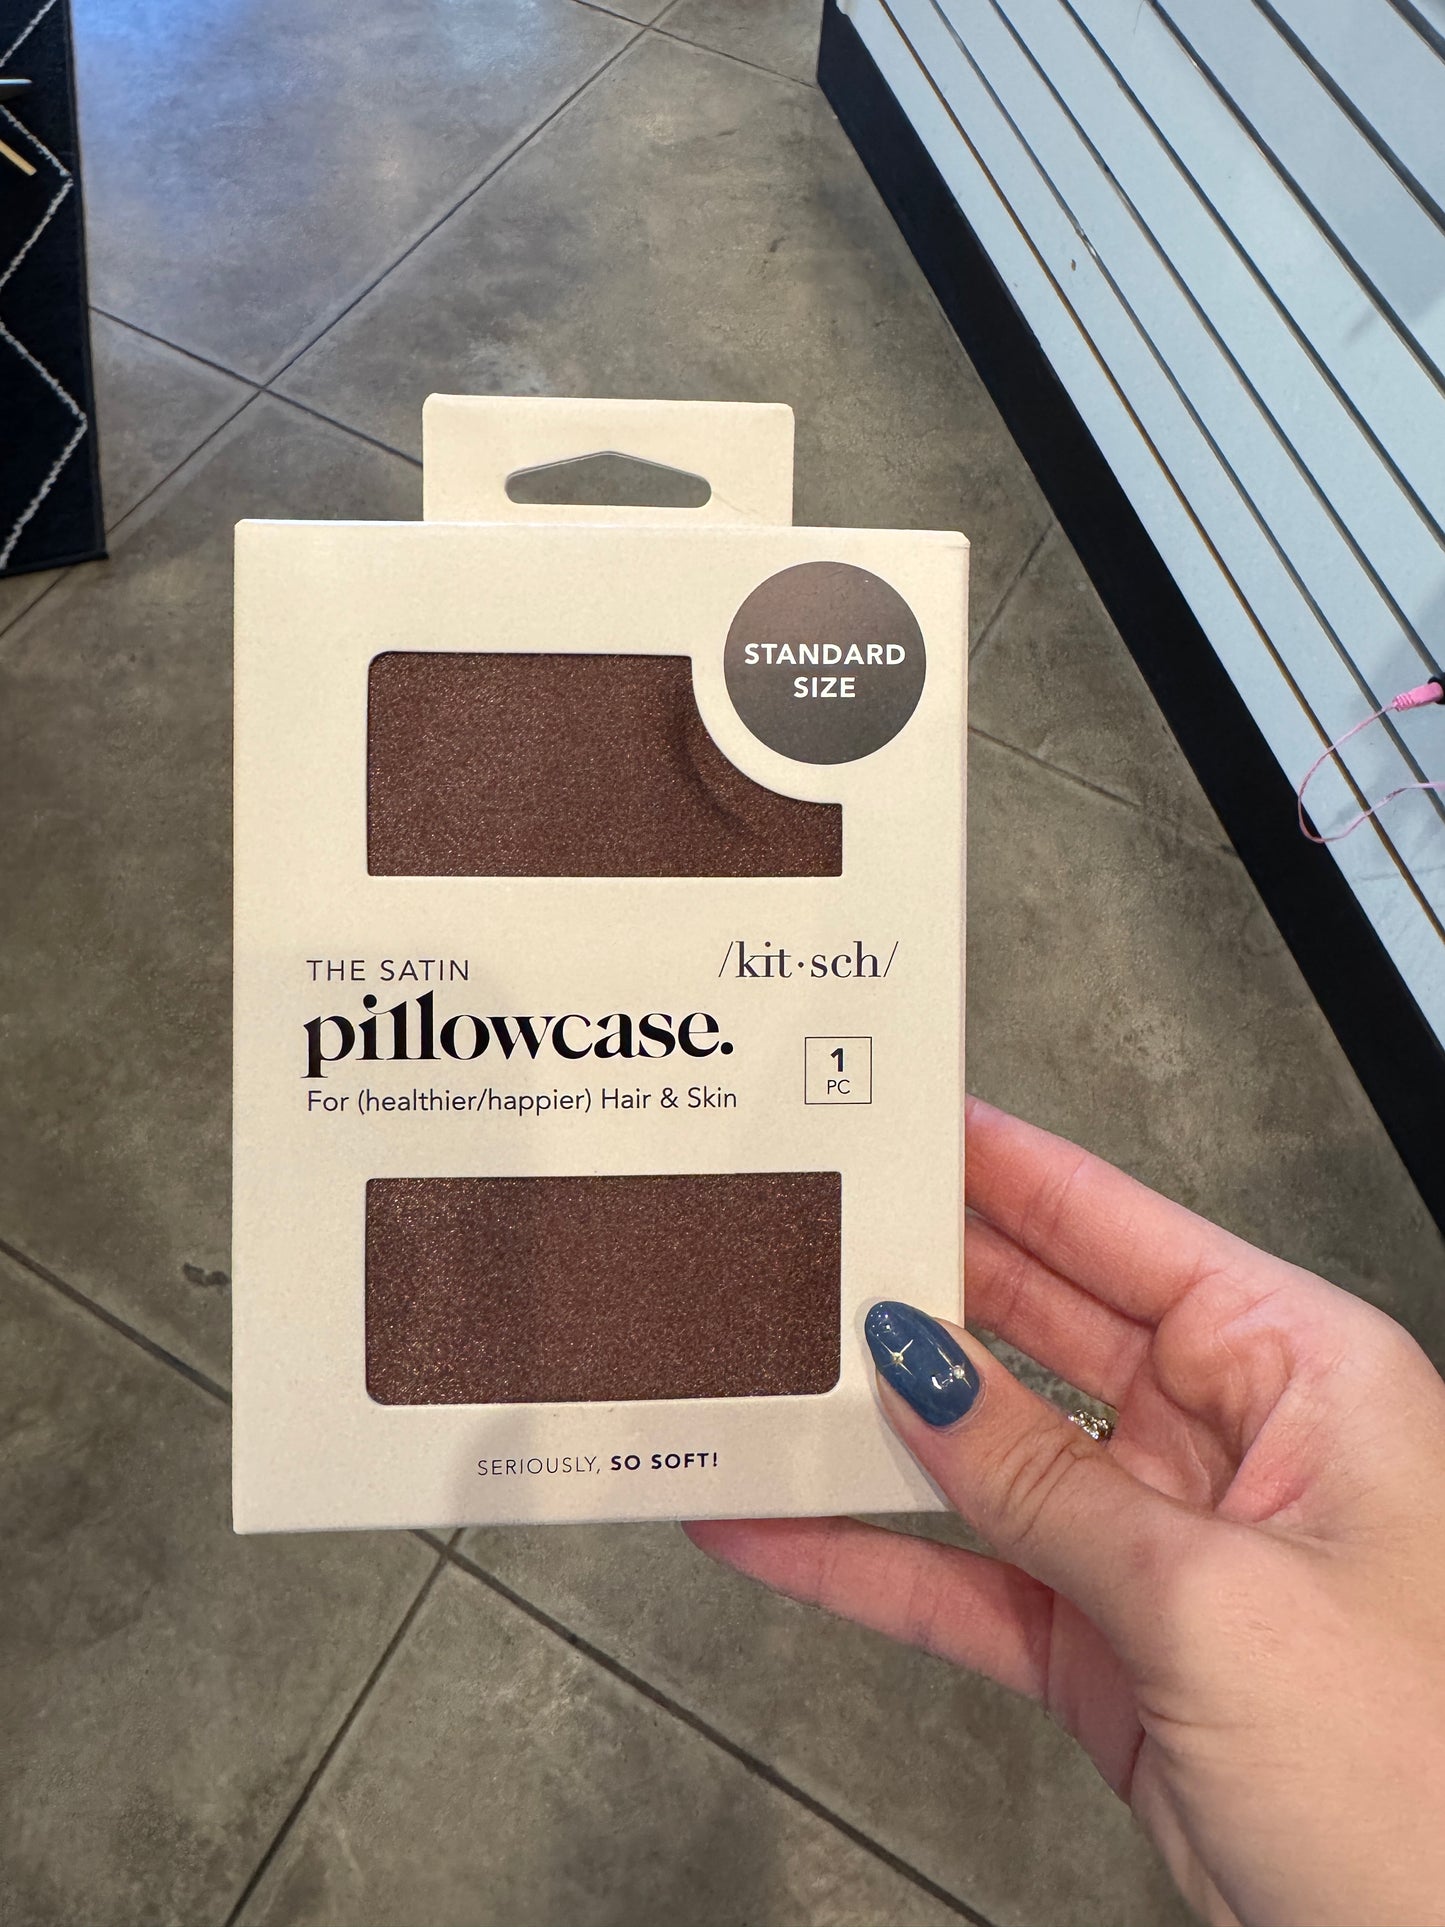 STANDARD
SIZE
THE SATIN
/kit·sch/
pillowcase.
1
PC
For (healthier/happier) Hair & Skin
SERIOUSLY, SO SOFT!